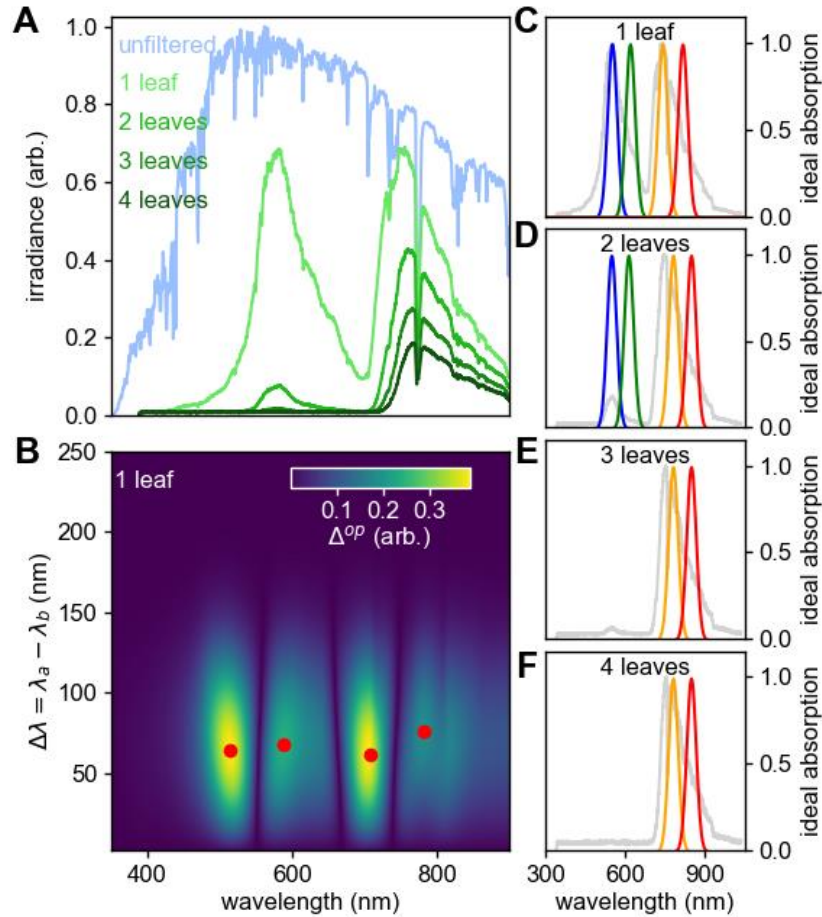 A
1.0
0.8
0.6
0.4
0.2
0.0
irradiance (arb.)
unfiltered
1 leaf
2 leaves
3 leaves
4 leaves
B
250
200
150
100
50
Δλ = λa − λb (nm)
1 leaf
0.1 0.2 0.3
Δop (arb.)
400 600 800
wavelength (nm)
C
1 leaf
1.0
0.5
0.0
ideal absorption
D
2 leaves
1.0
0.5
0.0
ideal absorption
E
3 leaves
1.0
0.5
0.0
ideal absorption
F
4 leaves
1.0
0.5
0.0
ideal absorption
300 600 900
wavelength (nm)